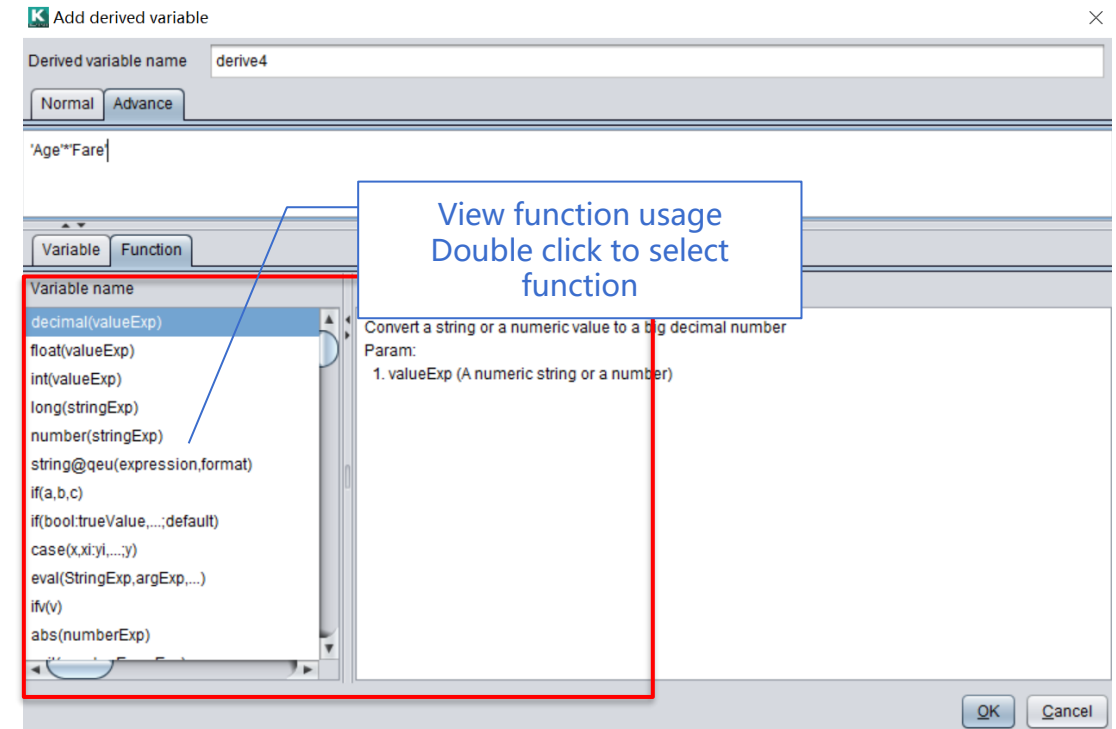 Add derived variable
Derived variable name derive4
Normal Advance
'Age'*'Fare'
View function usage
Double click to select
function
Variable Function
Variable name
decimal(valueExp)
float(valueExp)
int(valueExp)
long(stringExp)
number(stringExp)
string@qeu(expression,format)
if(a,b,c)
if(bool:trueValue,...;default)
case(x,xi:yi,...;y)
eval(StringExp,argExp,...)
ifv(v)
abs(numberExp)
Convert a string or a numeric value to a big decimal number
Param:
1. valueExp (A numeric string or a number)
OK Cancel